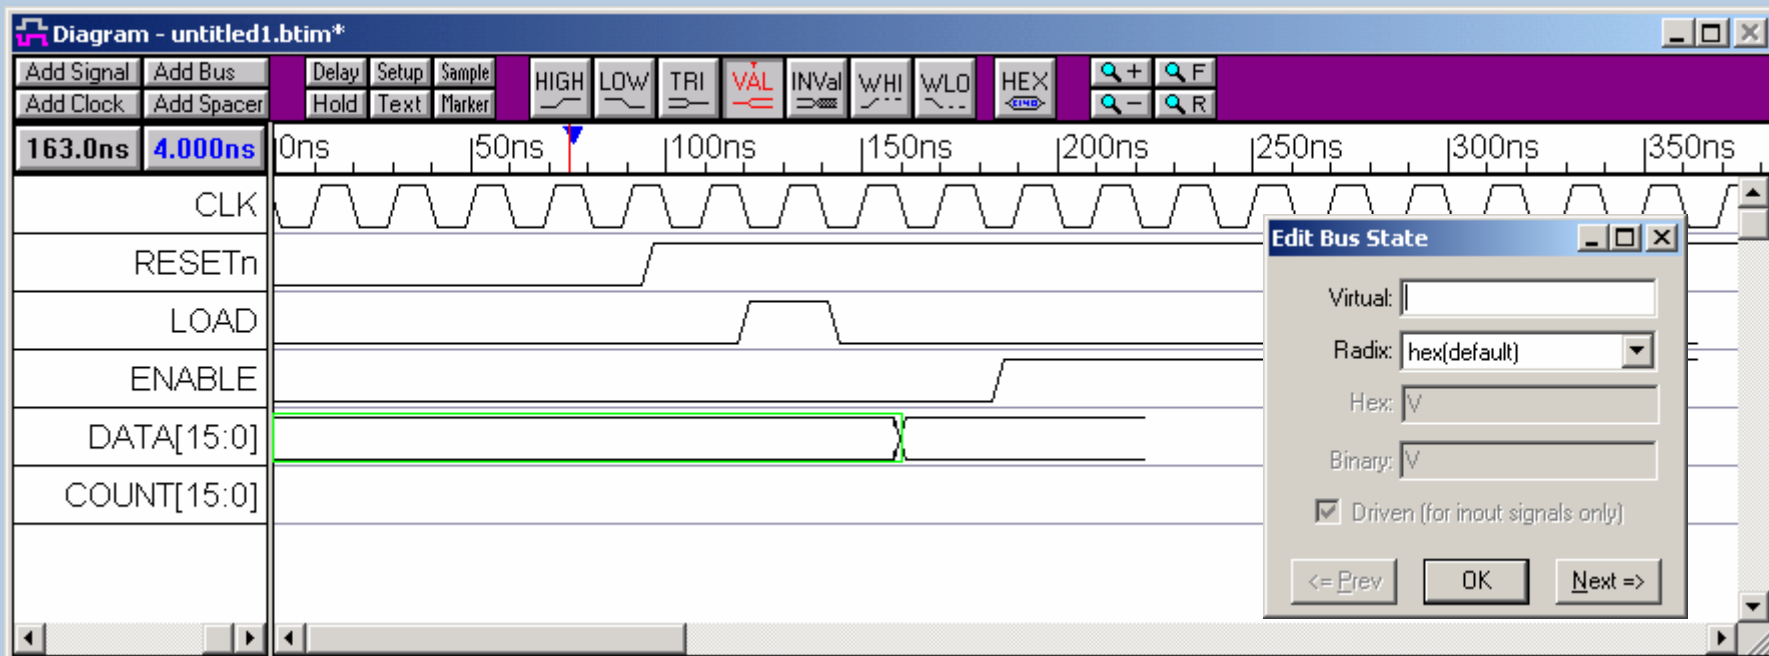 Diagram - untitled1.btim*
Add Signal Add Bus Delay Setup Sample HIGH LOW TRI VAL INVal WHI WLO HEX + F
Add Clock Add Spacer Hold Text Marker - R
163.0ns 4.000ns 0ns 50ns 100ns 150ns 200ns 250ns 300ns 350ns
CLK
RESETn
LOAD
ENABLE
DATA[15:0]
COUNT[15:0]
Edit Bus State
Virtual:
Radix: hex(default)
Hex: V
Binary: V
Driven (for inout signals only)
<= Prev OK Next =>